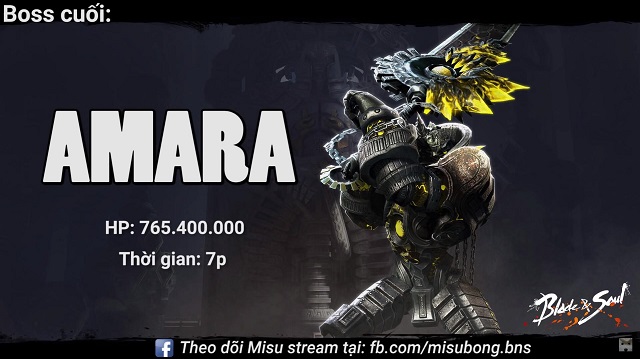 Boss cuối:
AMARA
HP: 765.400.000
Thời gian: 7p
Blade & Soul
Theo dõi Misu stream tại: fb.com/misubong.bns